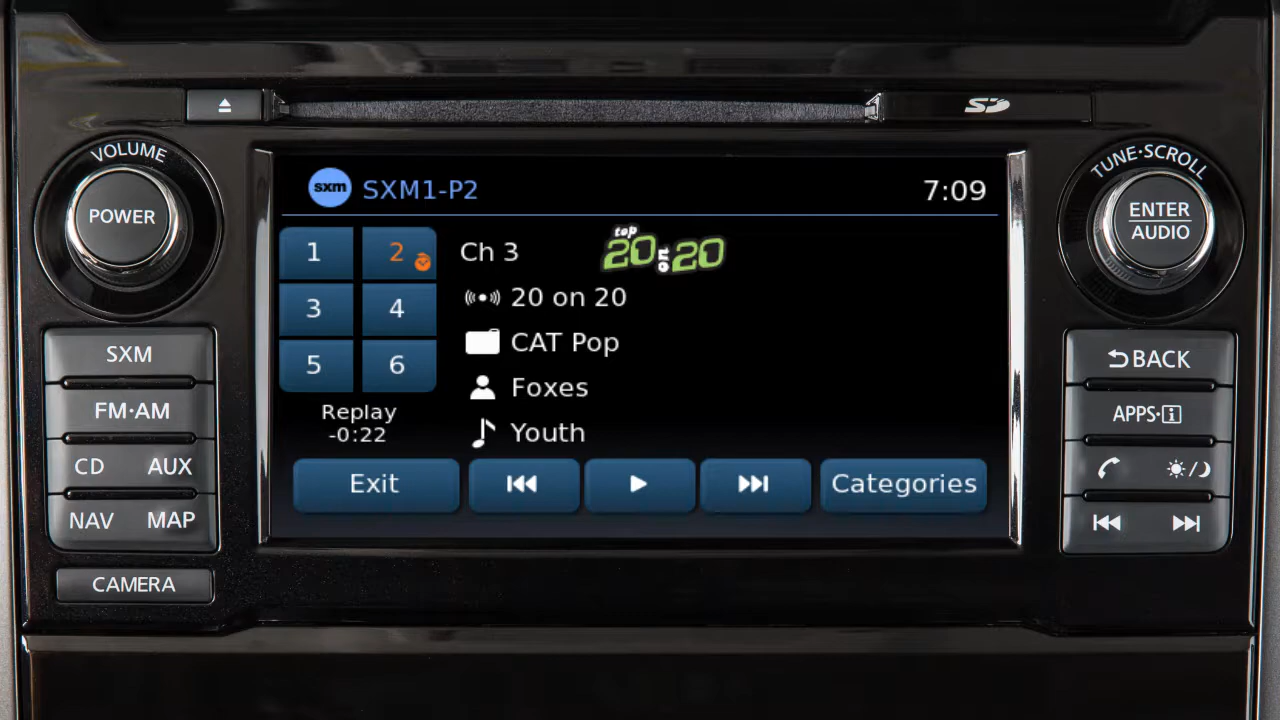 SD
VOLUME
POWER
TUNE·SCROLL
ENTER
AUDIO
sxm SXM1-P2 7:09
1 2 Ch 3 top 20 on 20
3 4 20 on 20
CAT Pop
5 6 Foxes
Replay
-0:22
Youth
Exit Categories
SXM
FM·AM
CD AUX
NAV MAP
CAMERA
BACK
APPS·i